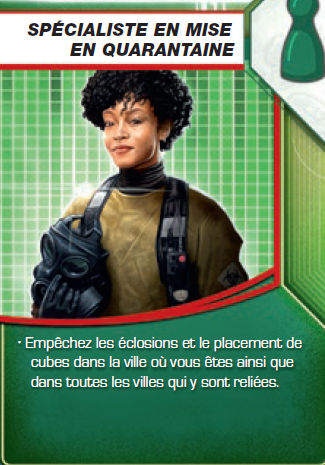 SPÉCIALISTE EN MISE
EN QUARANTAINE
· Empêchez les éclosions et le placement de
cubes dans la ville où vous êtes ainsi que
dans toutes les villes qui y sont reliées.